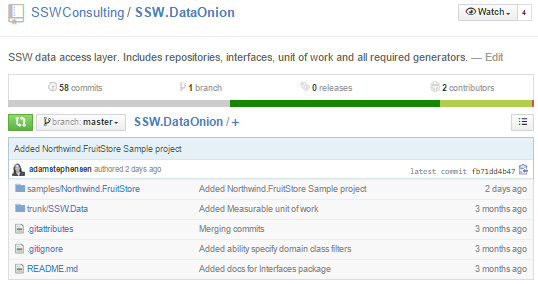 SSWConsulting / SSW.DataOnion
Watch 4
SSW data access layer. Includes repositories, interfaces, unit of work and all required generators. — Edit
58 commits 1 branch 0 releases 2 contributors
branch: master SSW.DataOnion / +
Added Northwind.FruitStore Sample project
adamstephensen authored 2 days ago latest commit fb71dd4b47
samples/Northwind.FruitStore Added Northwind.FruitStore Sample project 2 days ago
trunk/SSW.Data Added Measurable unit of work 3 months ago
.gitattributes Merging commits 3 months ago
.gitignore Added ability specify domain class filters 3 months ago
README.md Added docs for Interfaces package 3 months ago